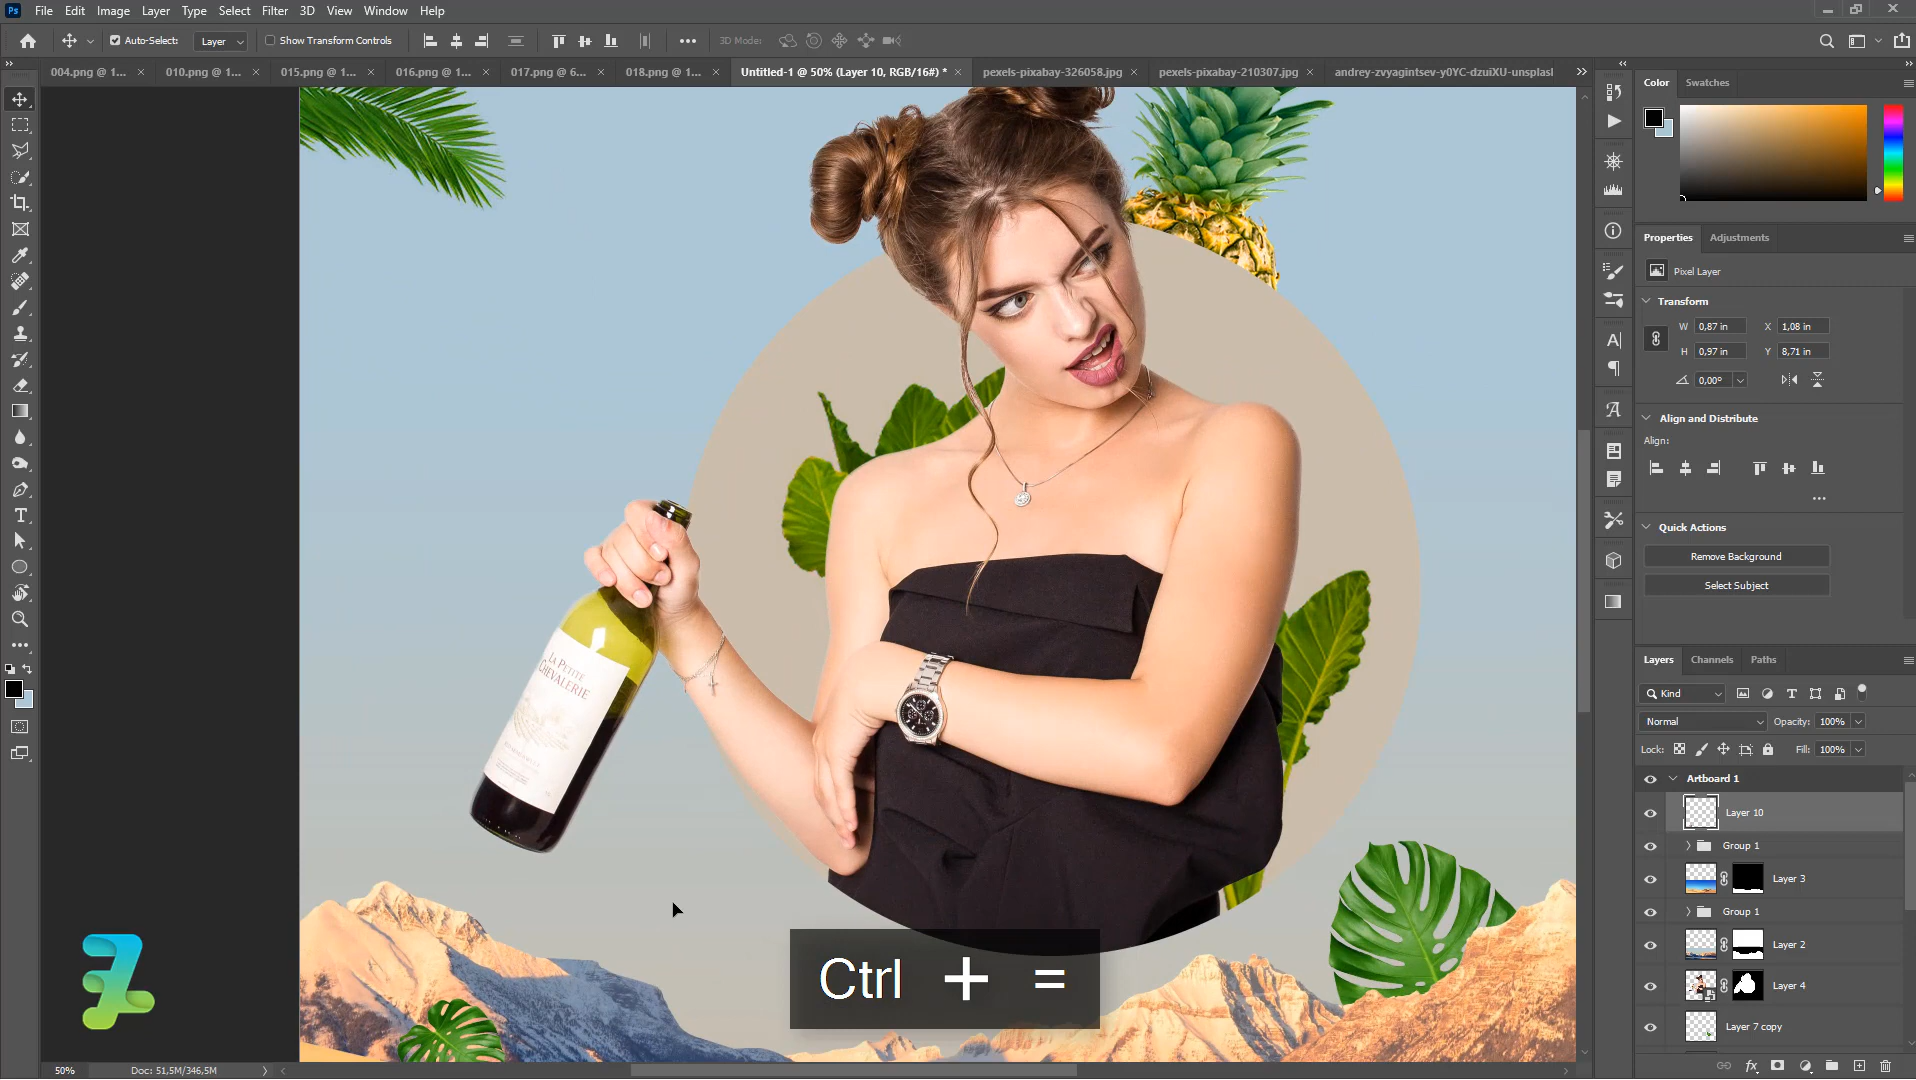 Ps File Edit Image Layer Type Select Filter 3D View Window Help
Auto-Select: Layer Show Transform Controls 3D Mode:
004.png @ 1... 010.png @ 1... 015.png @ 1... 016.png @ 1... 017.png @ 6... 018.png @ 1... Untitled-1 @ 50% (Layer 10, RGB/16#) * pexels-pixabay-326058.jpg pexels-pixabay-210307.jpg andrey-zvyagintsev-y0YC-dzuiXU-unsplasl
Color Swatches
Properties Adjustments
Pixel Layer
Transform
W 0,87 in X 1,08 in
H 0,97 in Y 8,71 in
0,00°
Align and Distribute
Align:
Quick Actions
Remove Background
Select Subject
Layers Channels Paths
Kind
Normal Opacity: 100%
Lock: Fill: 100%
Artboard 1
Layer 10
Group 1
Layer 3
Group 1
Layer 2
Layer 4
Layer 7 copy
LA PETITE
CHEVALERIE
Ctrl + =
50% Doc: 51,5M/346,5M